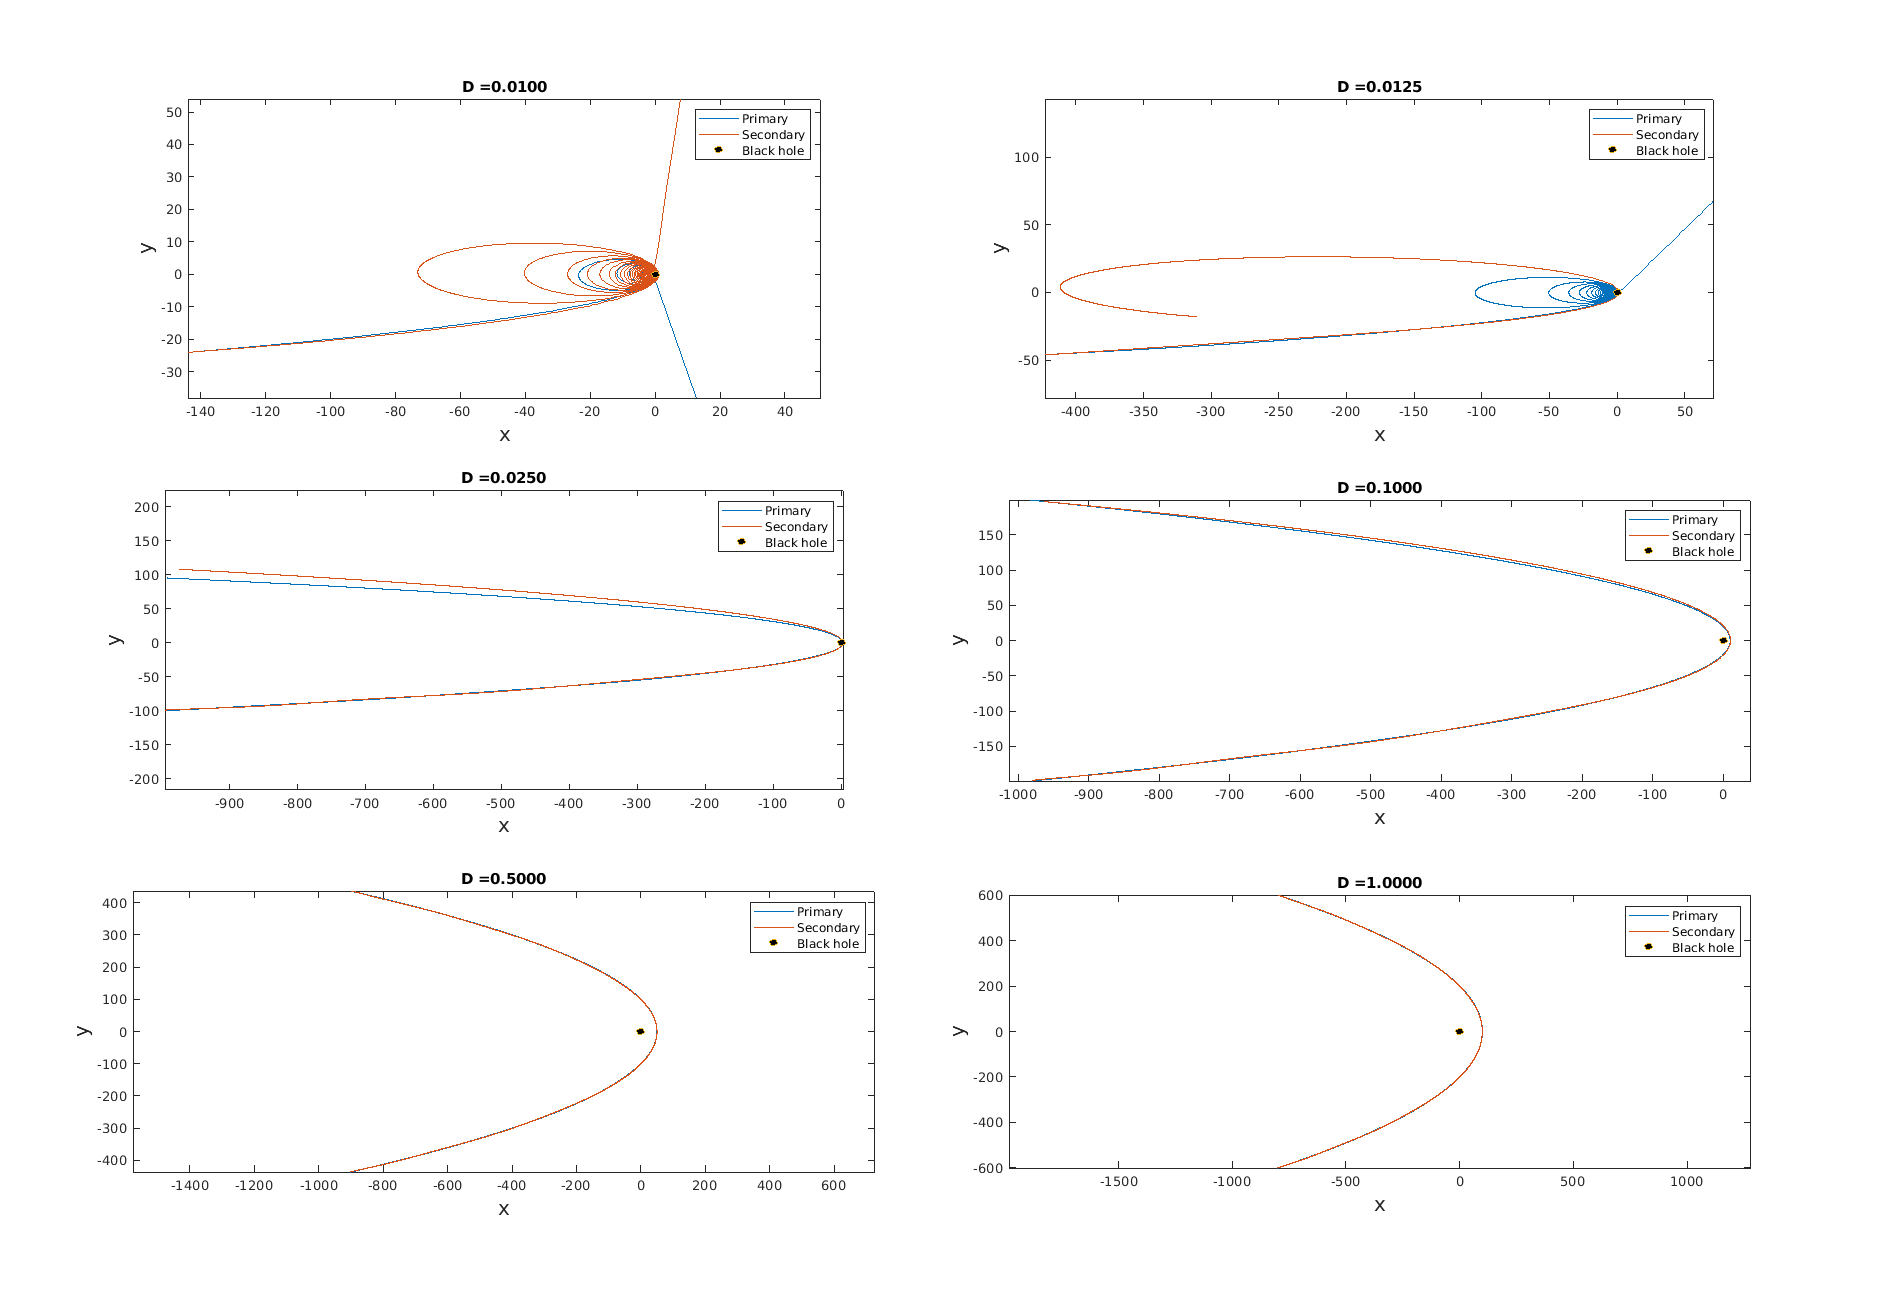 D =0.0100
50
40
30
20
10
0
-10
-20
-30
y
-140 -120 -100 -80 -60 -40 -20 0 20 40
x
Primary
Secondary
Black hole
D =0.0125
100
50
0
-50
y
-400 -350 -300 -250 -200 -150 -100 -50 0 50
x
Primary
Secondary
Black hole
D =0.0250
200
150
100
50
0
-50
-100
-150
-200
y
-900 -800 -700 -600 -500 -400 -300 -200 -100 0
x
Primary
Secondary
Black hole
D =0.1000
150
100
50
0
-50
-100
-150
y
-1000 -900 -800 -700 -600 -500 -400 -300 -200 -100 0
x
Primary
Secondary
Black hole
D =0.5000
400
300
200
100
0
-100
-200
-300
-400
y
-1400 -1200 -1000 -800 -600 -400 -200 0 200 400 600
x
Primary
Secondary
Black hole
D =1.0000
600
400
200
0
-200
-400
-600
y
-1500 -1000 -500 0 500 1000
x
Primary
Secondary
Black hole